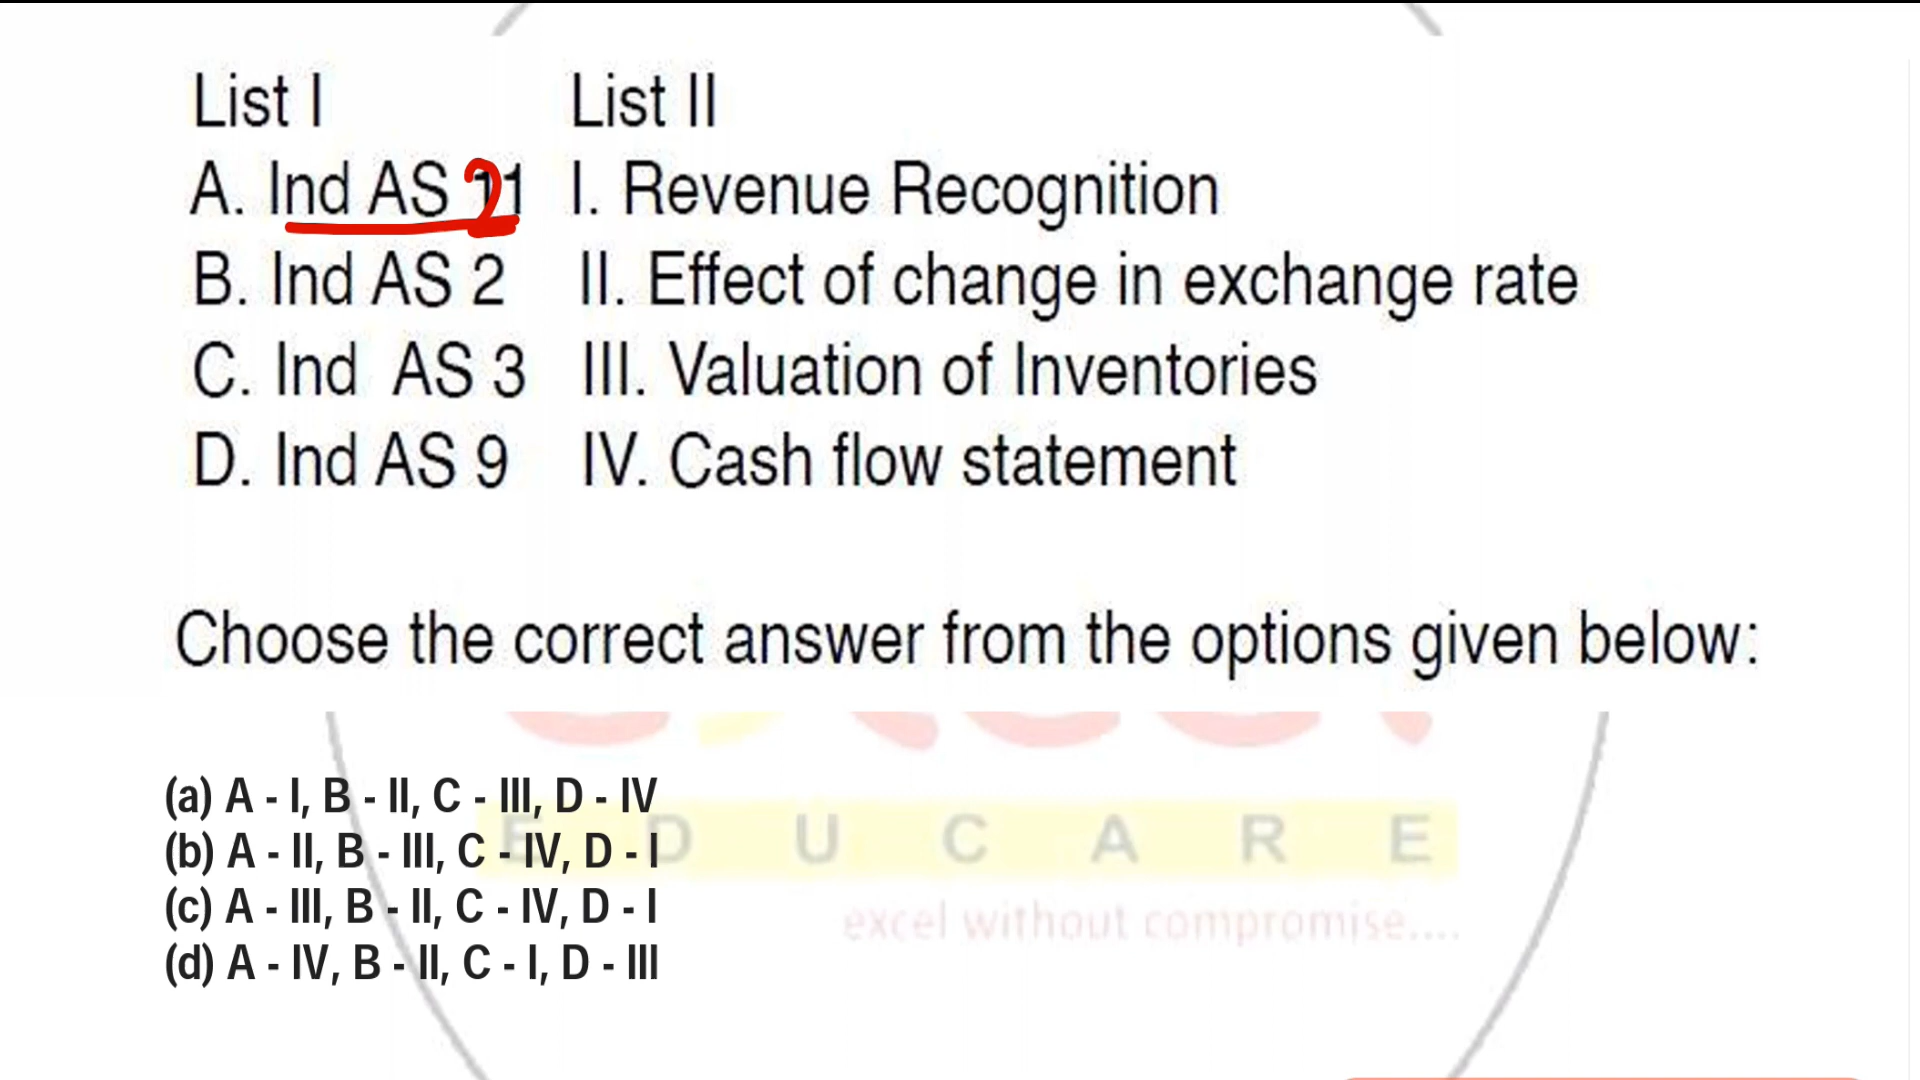 List I List II
A. Ind AS 21 I. Revenue Recognition
B. Ind AS 2 II. Effect of change in exchange rate
C. Ind AS 3 III. Valuation of Inventories
D. Ind AS 9 IV. Cash flow statement
Choose the correct answer from the options given below:
(a) A - I, B - II, C - III, D - IV
(b) A - II, B - III, C - IV, D - I
(c) A - III, B - II, C - IV, D - I
(d) A - IV, B - II, C - I, D - III
EDUCARE
excel without compromise....